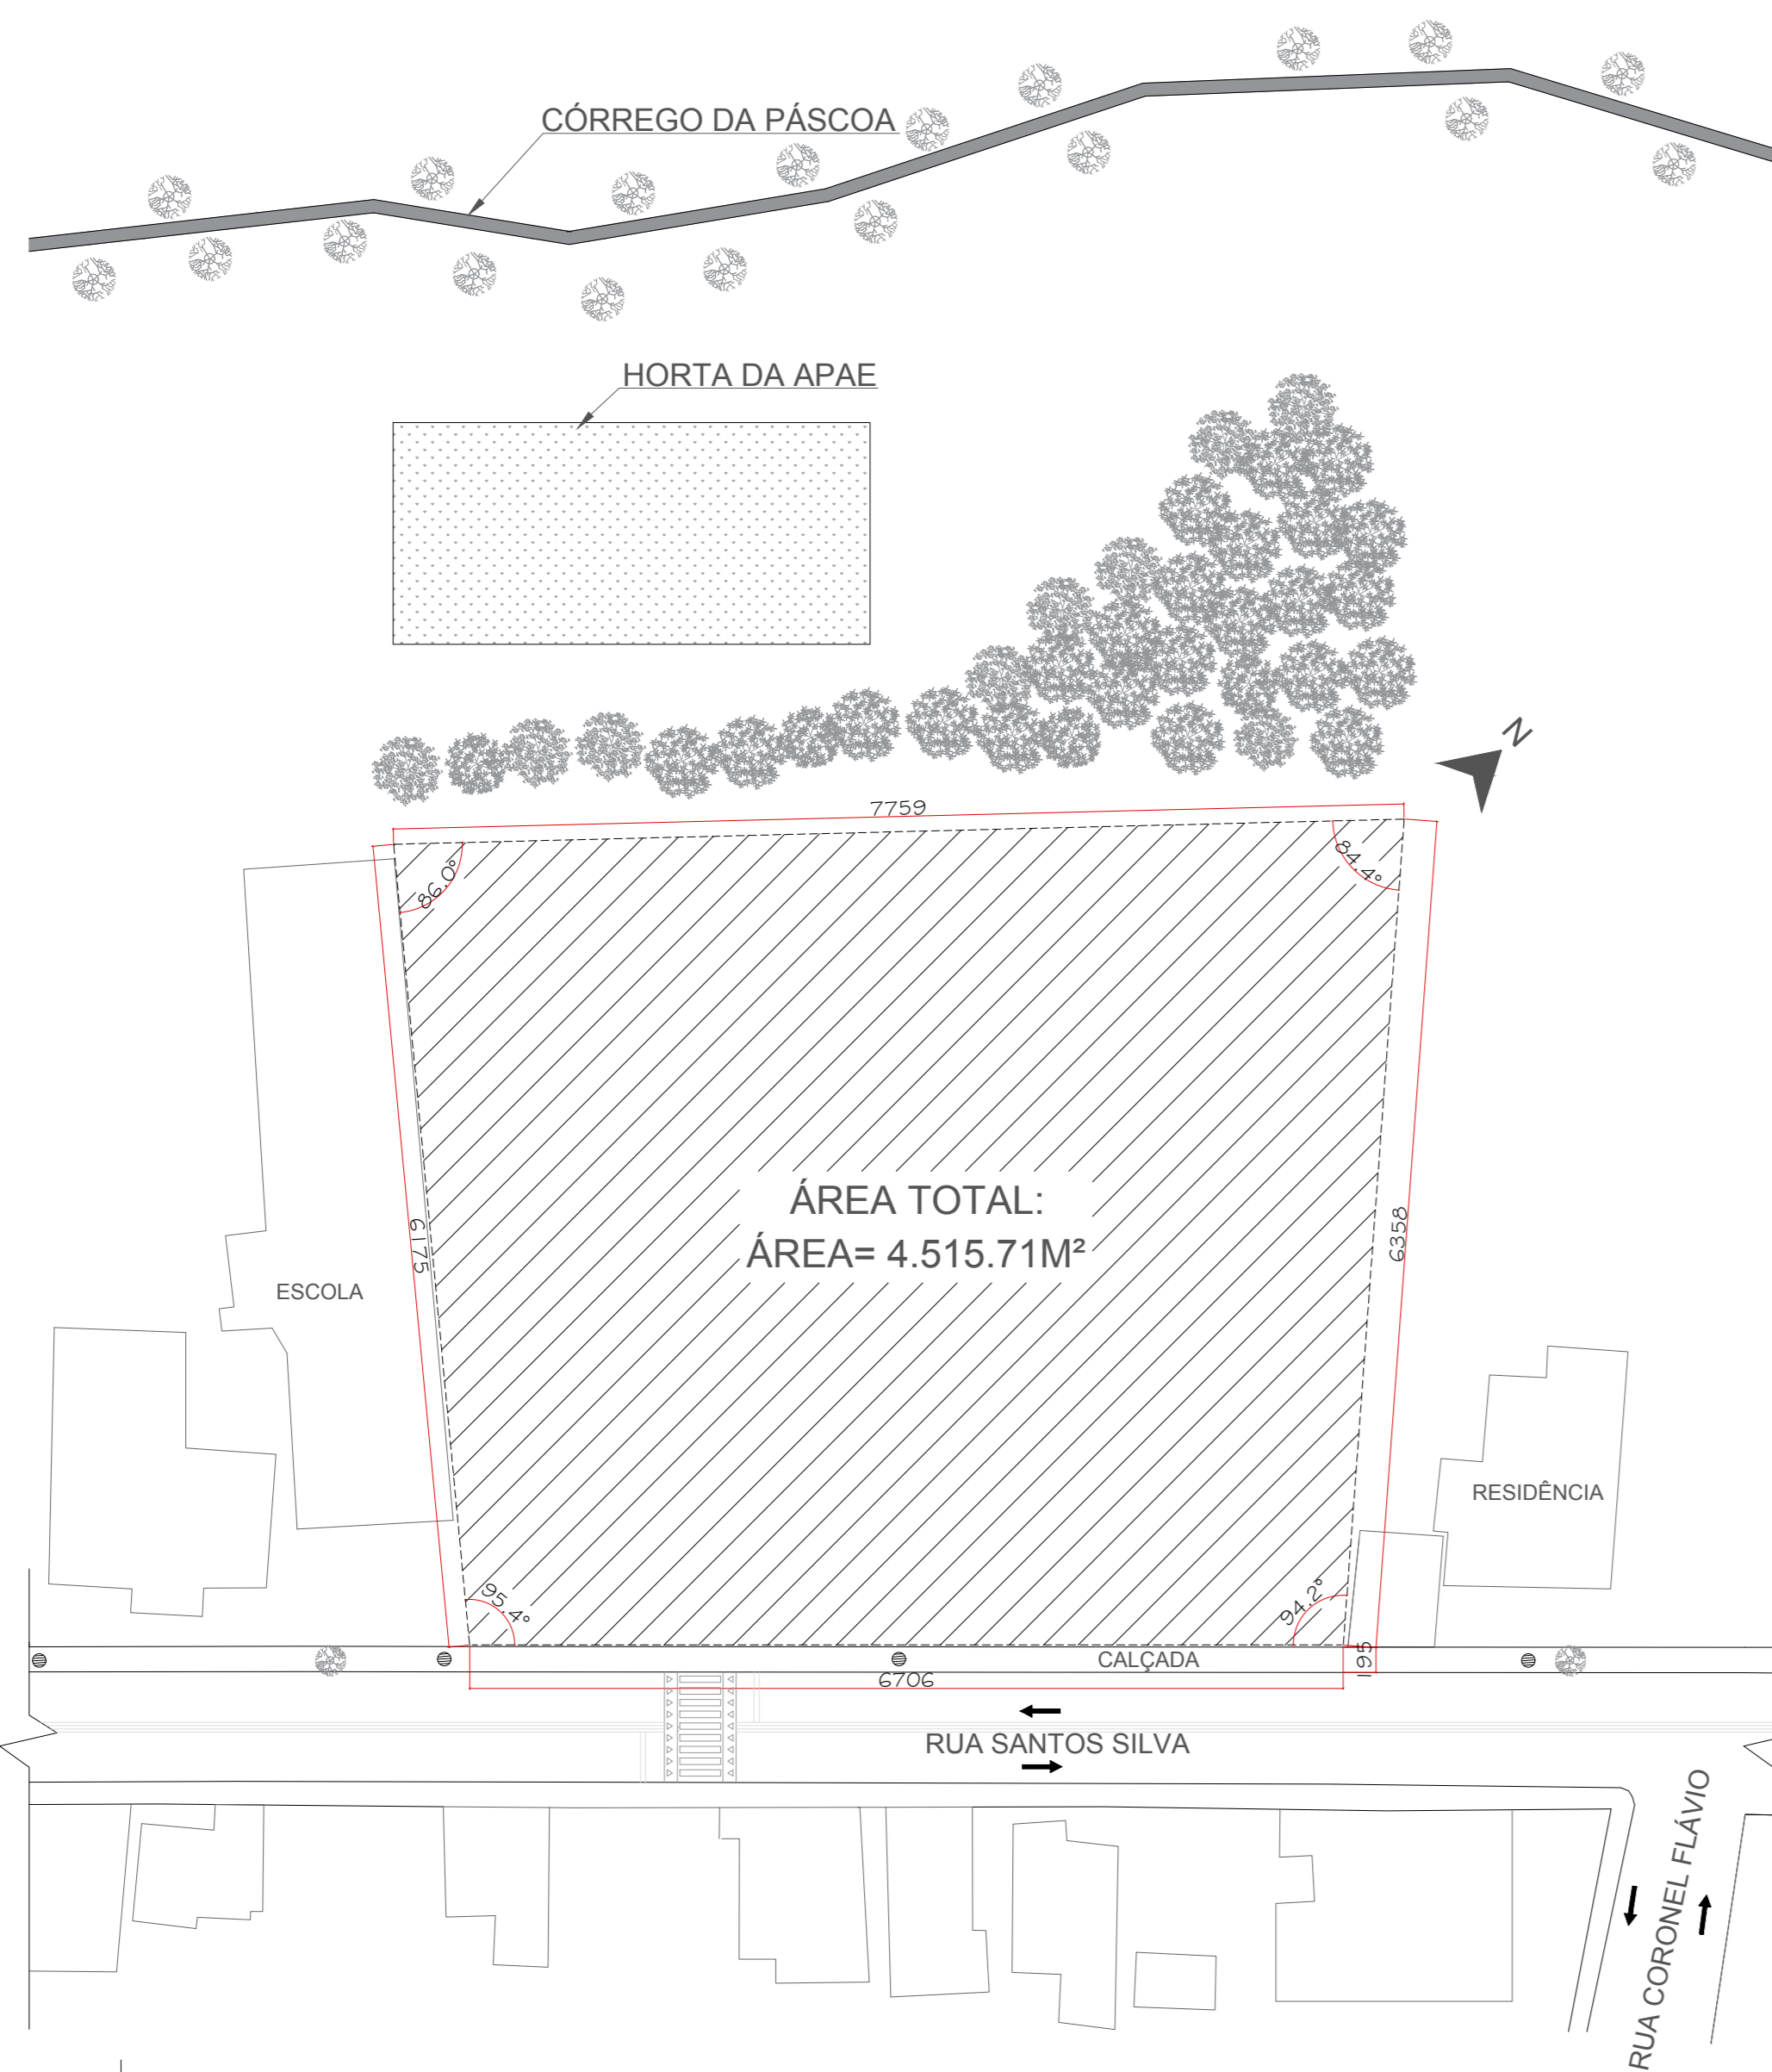 CÓRREGO DA PÁSCOA
HORTA DA APAE
N
7759
86.0°
84.4°
6175
6358
ÁREA TOTAL:
ÁREA= 4.515.71M²
ESCOLA
RESIDÊNCIA
95.4°
94.2°
195
CALÇADA
6706
RUA SANTOS SILVA
RUA CORONEL FLÁVIO